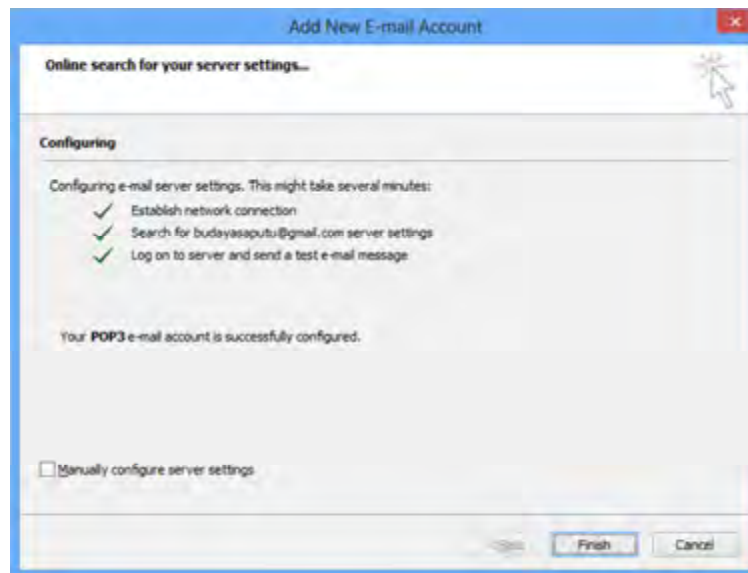 Add New E-mail Account
Online search for your server settings...
Configuring
Configuring e-mail server settings. This might take several minutes:
Establish network connection
Search for budayasaputu@gmail.com server settings
Log on to server and send a test e-mail message
Your POP3 e-mail account is successfully configured.
Manually configure server settings
Finish Cancel